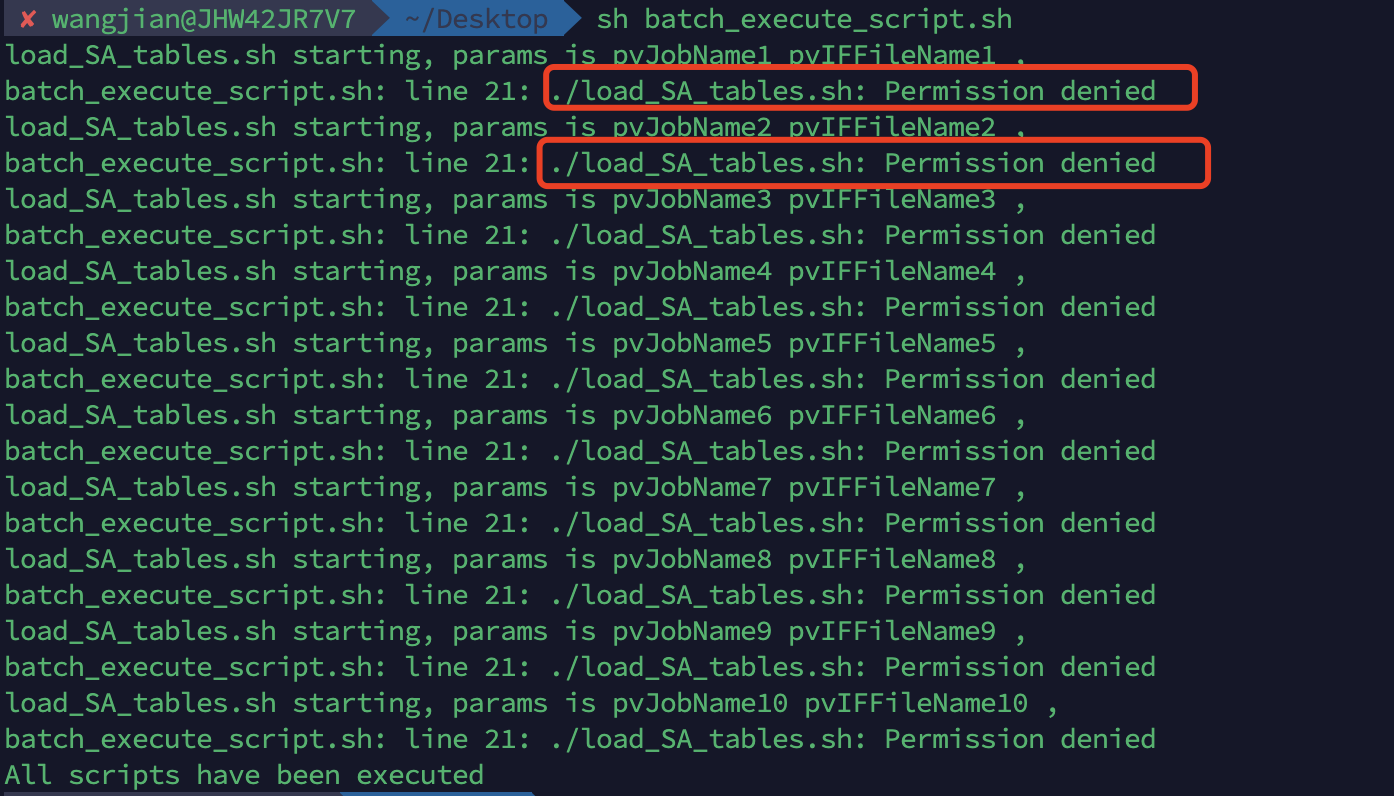 ✘ wangjian@JHW42JR7V7 ~/Desktop sh batch_execute_script.sh
load_SA_tables.sh starting, params is pvJobName1 pvIFFileName1 ,
batch_execute_script.sh: line 21: ./load_SA_tables.sh: Permission denied
load_SA_tables.sh starting, params is pvJobName2 pvIFFileName2 ,
batch_execute_script.sh: line 21: ./load_SA_tables.sh: Permission denied
load_SA_tables.sh starting, params is pvJobName3 pvIFFileName3 ,
batch_execute_script.sh: line 21: ./load_SA_tables.sh: Permission denied
load_SA_tables.sh starting, params is pvJobName4 pvIFFileName4 ,
batch_execute_script.sh: line 21: ./load_SA_tables.sh: Permission denied
load_SA_tables.sh starting, params is pvJobName5 pvIFFileName5 ,
batch_execute_script.sh: line 21: ./load_SA_tables.sh: Permission denied
load_SA_tables.sh starting, params is pvJobName6 pvIFFileName6 ,
batch_execute_script.sh: line 21: ./load_SA_tables.sh: Permission denied
load_SA_tables.sh starting, params is pvJobName7 pvIFFileName7 ,
batch_execute_script.sh: line 21: ./load_SA_tables.sh: Permission denied
load_SA_tables.sh starting, params is pvJobName8 pvIFFileName8 ,
batch_execute_script.sh: line 21: ./load_SA_tables.sh: Permission denied
load_SA_tables.sh starting, params is pvJobName9 pvIFFileName9 ,
batch_execute_script.sh: line 21: ./load_SA_tables.sh: Permission denied
load_SA_tables.sh starting, params is pvJobName10 pvIFFileName10 ,
batch_execute_script.sh: line 21: ./load_SA_tables.sh: Permission denied
All scripts have been executed